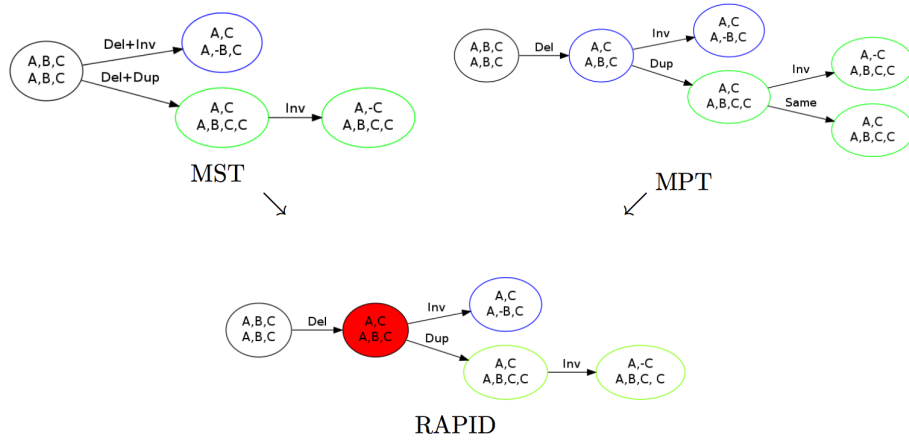 A,B,C
A,B,C
Del+Inv
A,C
A,-B,C
Del+Dup
A,C
A,B,C,C
Inv
A,-C
A,B,C,C
MST
A,B,C
A,B,C
Del
A,C
A,B,C
Inv
A,C
A,-B,C
Dup
A,C
A,B,C,C
Inv
A,-C
A,B,C,C
Same
A,C
A,B,C,C
MPT
A,B,C
A,B,C
Del
A,C
A,B,C
Inv
A,C
A,-B,C
Dup
A,C
A,B,C,C
Inv
A,-C
A,B,C, C
RAPID